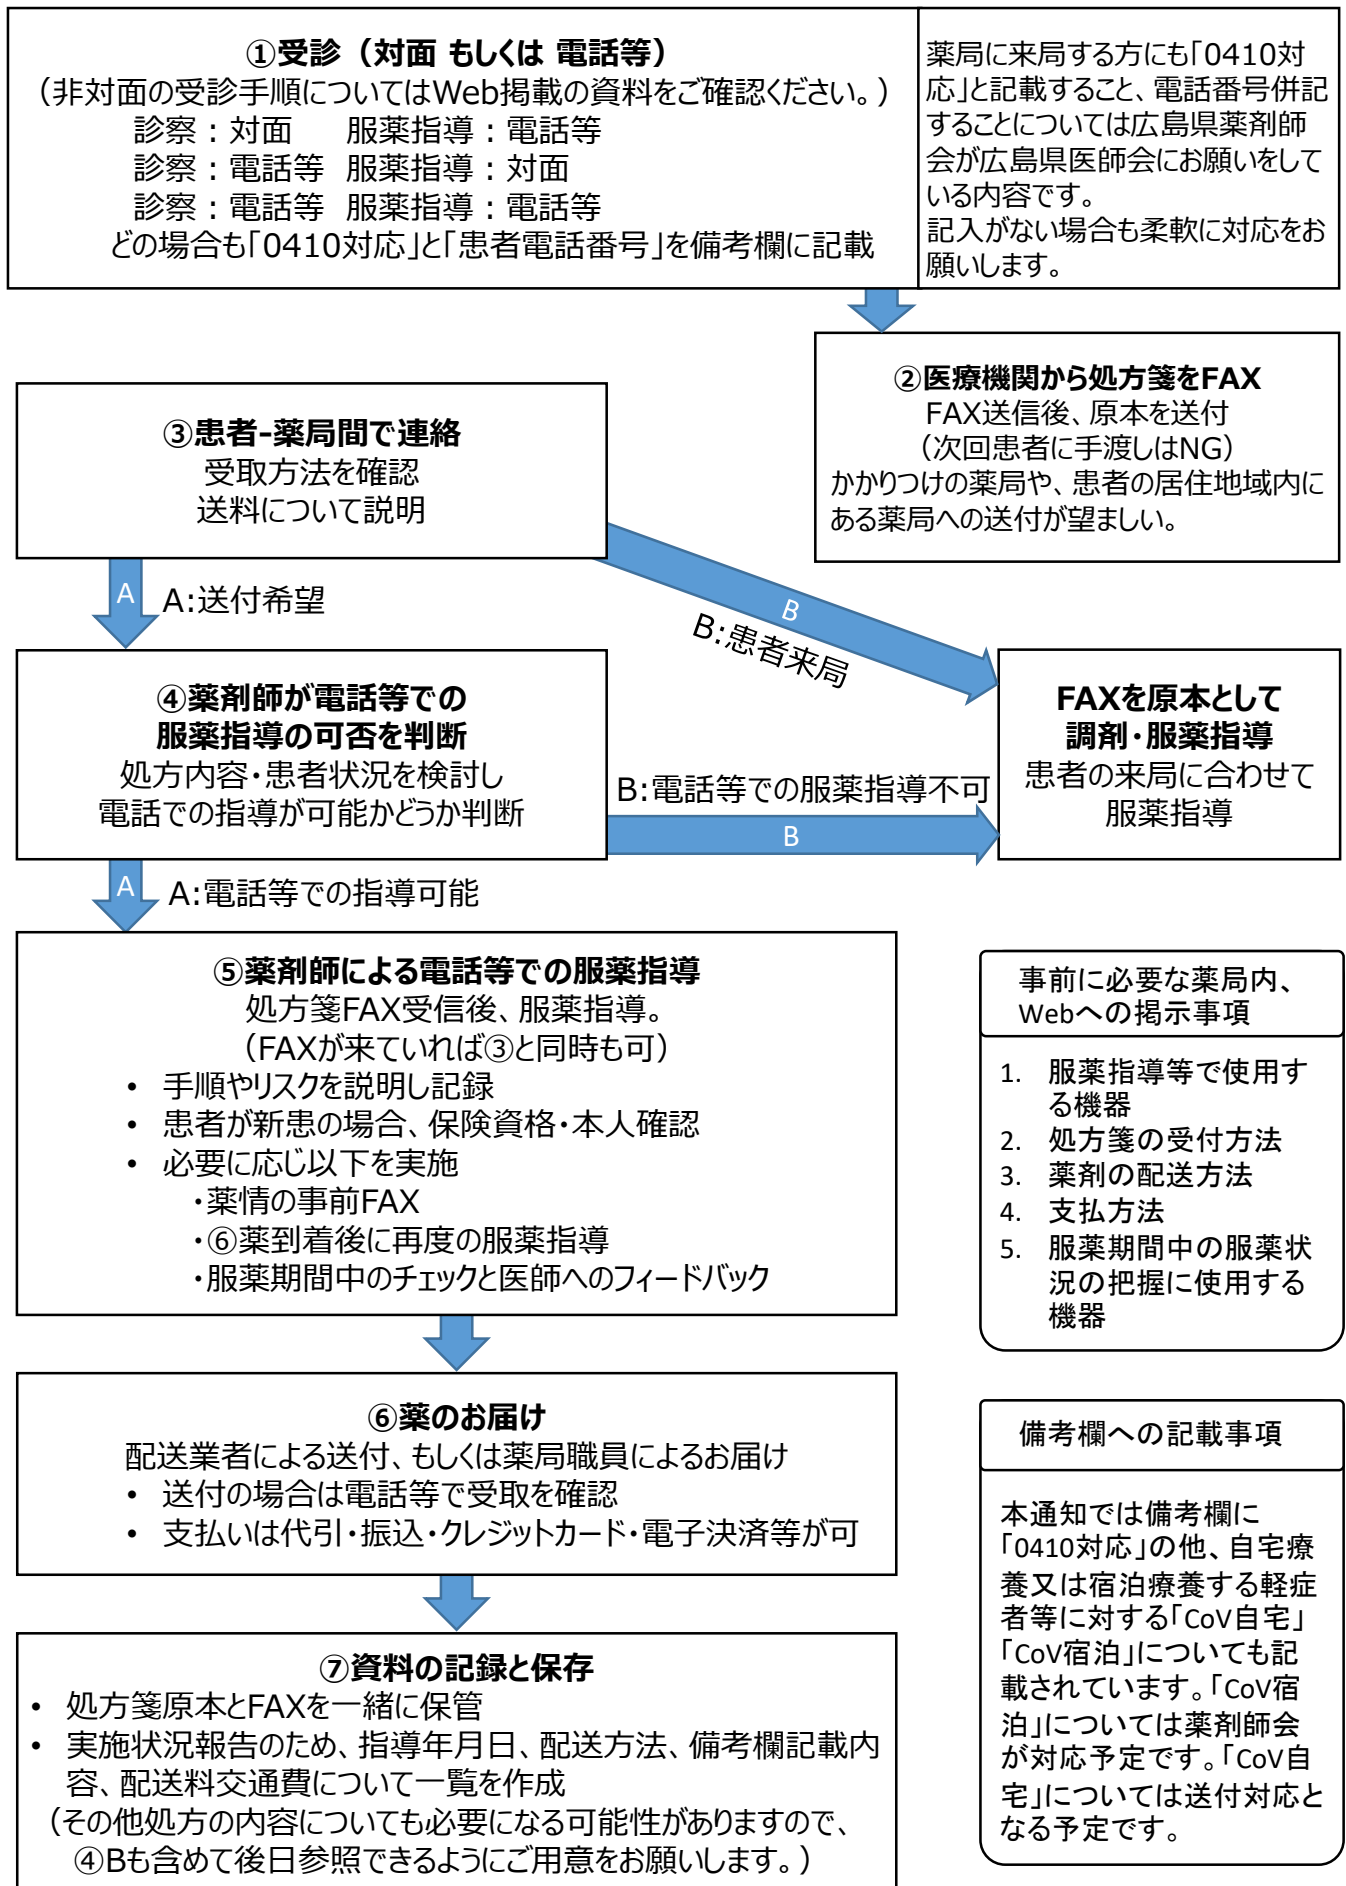 ①受診（対面 もしくは 電話等）
（非対面の受診手順についてはWeb掲載の資料をご確認ください。）
診察：対面　服薬指導：電話等
診察：電話等　服薬指導：対面
診察：電話等　服薬指導：電話等
どの場合も「0410対応」と「患者電話番号」を備考欄に記載
薬局に来局する方にも「0410対
応」と記載すること、電話番号併記
することについては広島県薬剤師
会が広島県医師会にお願いをして
いる内容です。
記入がない場合も柔軟に対応をお
願いします。
②医療機関から処方箋をFAX
FAX送信後、原本を送付
（次回患者に手渡しはNG）
かかりつけの薬局や、患者の居住地域内に
ある薬局への送付が望ましい。
③患者-薬局間で連絡
受取方法を確認
送料について説明
A
A:送付希望
B
B:患者来局
④薬剤師が電話等での
服薬指導の可否を判断
処方内容・患者状況を検討し
電話での指導が可能かどうか判断
B:電話等での服薬指導不可
B
FAXを原本として
調剤・服薬指導
患者の来局に合わせて
服薬指導
A
A:電話等での指導可能
⑤薬剤師による電話等での服薬指導
処方箋FAX受信後、服薬指導。
（FAXが来ていれば③と同時も可）
• 手順やリスクを説明し記録
• 患者が新患の場合、保険資格・本人確認
• 必要に応じ以下を実施
・薬情の事前FAX
・⑥薬到着後に再度の服薬指導
・服薬期間中のチェックと医師へのフィードバック
事前に必要な薬局内、
Webへの掲示事項
1. 服薬指導等で使用す
る機器
2. 処方箋の受付方法
3. 薬剤の配送方法
4. 支払方法
5. 服薬期間中の服薬状
況の把握に使用する
機器
⑥薬のお届け
配送業者による送付、もしくは薬局職員によるお届け
• 送付の場合は電話等で受取を確認
• 支払いは代引・振込・クレジットカード・電子決済等が可
備考欄への記載事項
本通知では備考欄に
「0410対応」の他、自宅療
養又は宿泊療養する軽症
者等に対する「CoV自宅」
「CoV宿泊」についても記
載されています。「CoV宿
泊」については薬剤師会
が対応予定です。「CoV自
宅」については送付対応と
なる予定です。
⑦資料の記録と保存
• 処方箋原本とFAXを一緒に保管
• 実施状況報告のため、指導年月日、配送方法、備考欄記載内
容、配送料交通費について一覧を作成
（その他処方の内容についても必要になる可能性がありますので、
④Bも含めて後日参照できるようにご用意をお願いします。）